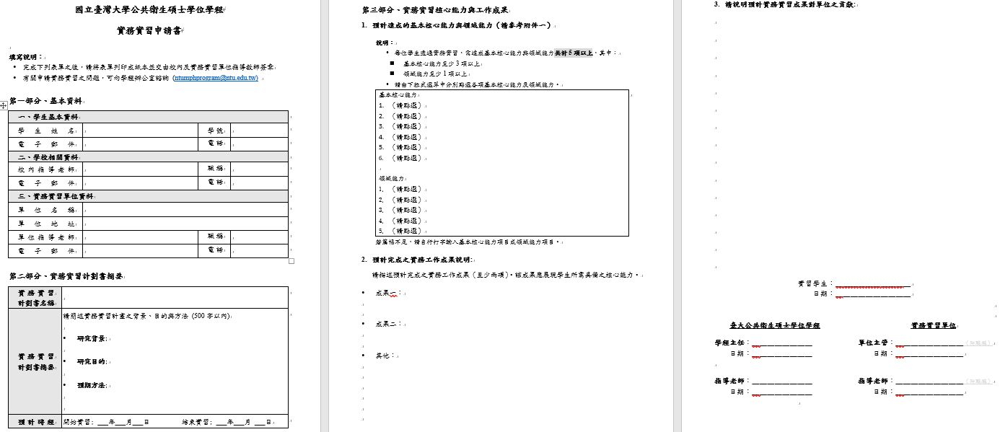 國立臺灣大學公共衛生碩士學位學程
實務實習申請書
填寫說明：
• 完成下列表單之後，請將表單列印成紙本並交由校內及實務實習單位指導教師簽章
• 有關申請實務實習之問題，可向學程辦公室諮詢 (ntumphprogram@ntu.edu.tw)
第一部分、基本資料
一、學生基本資料
學生姓名 學號
電子郵件 電話
二、學校相關資料
校內指導老師 職稱
電子郵件 電話
三、實務實習單位資料
單位名稱
單位地址
單位指導老師 職稱
電子郵件 電話
第二部分、實務實習計劃書摘要
實務實習
計劃書名稱
實務實習
計劃書摘要
請簡述實務實習計畫之背景、目的與方法 (500 字以內)
• 研究背景:
• 研究目的:
• 預期方法:
預計時程 開始實習: ___年___月___日 結束實習: ___年___月___日
第三部分、實務實習核心能力與工作成果
1. 預計達成的基本核心能力與領域能力（請參考附件一）
說明：
• 每位學生透過實務實習，需達成基本核心能力與領域能力共計 5 項以上，其中：
■ 基本核心能力至少 3 項以上
■ 領域能力至少 1 項以上
• 請由下拉式選單中分別點選各項基本核心能力及領域能力。
基本核心能力
1. （請點選）
2. （請點選）
3. （請點選）
4. （請點選）
5. （請點選）
6. （請點選）
領域能力
1. （請點選）
2. （請點選）
3. （請點選）
4. （請點選）
5. （請點選）
若篇幅不足，請自行打字輸入基本核心能力項目或領域能力項目。
2. 預計完成之實務工作成果說明:
請描述預計完成之實務工作成果（至少兩項）。該成果應展現學生所需具備之核心能力。
• 成果一：
• 成果二：
• 其他：
3. 請說明預計實務實習成果對單位之貢獻:
實習學生：
日期：
臺大公共衛生碩士學位學程 實務實習單位
學程主任： 單位主管： （附職稱）
日期： 日期：
指導老師： 指導老師： （附職稱）
日期： 日期：